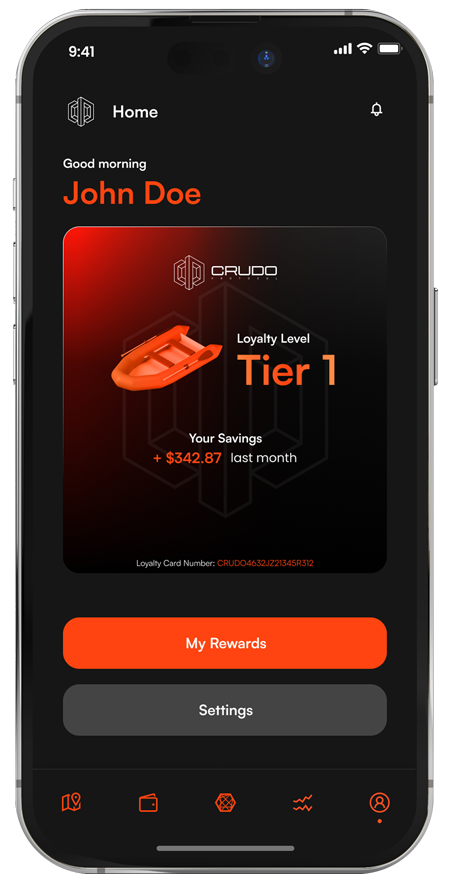 9:41
Home
Good morning
John Doe
CRUDO
PROTOCOL
Loyalty Level
Tier 1
Your Savings
+ $342.87 last month
Loyalty Card Number: CRUDO4632JZ21345R312
My Rewards
Settings